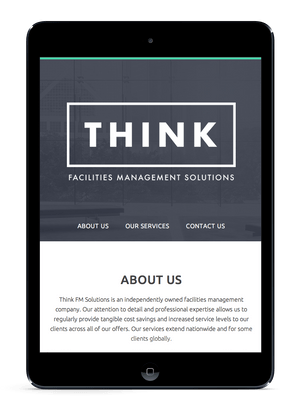 THINK
FACILITIES MANAGEMENT SOLUTIONS
ABOUT US OUR SERVICES CONTACT US
ABOUT US
Think FM Solutions is an independently owned facilities management
company. Our attention to detail and professional expertise allows us to
regularly provide tangible cost savings and increased service levels to our
clients across all of our offers. Our services extend nationwide and for some
clients globally.